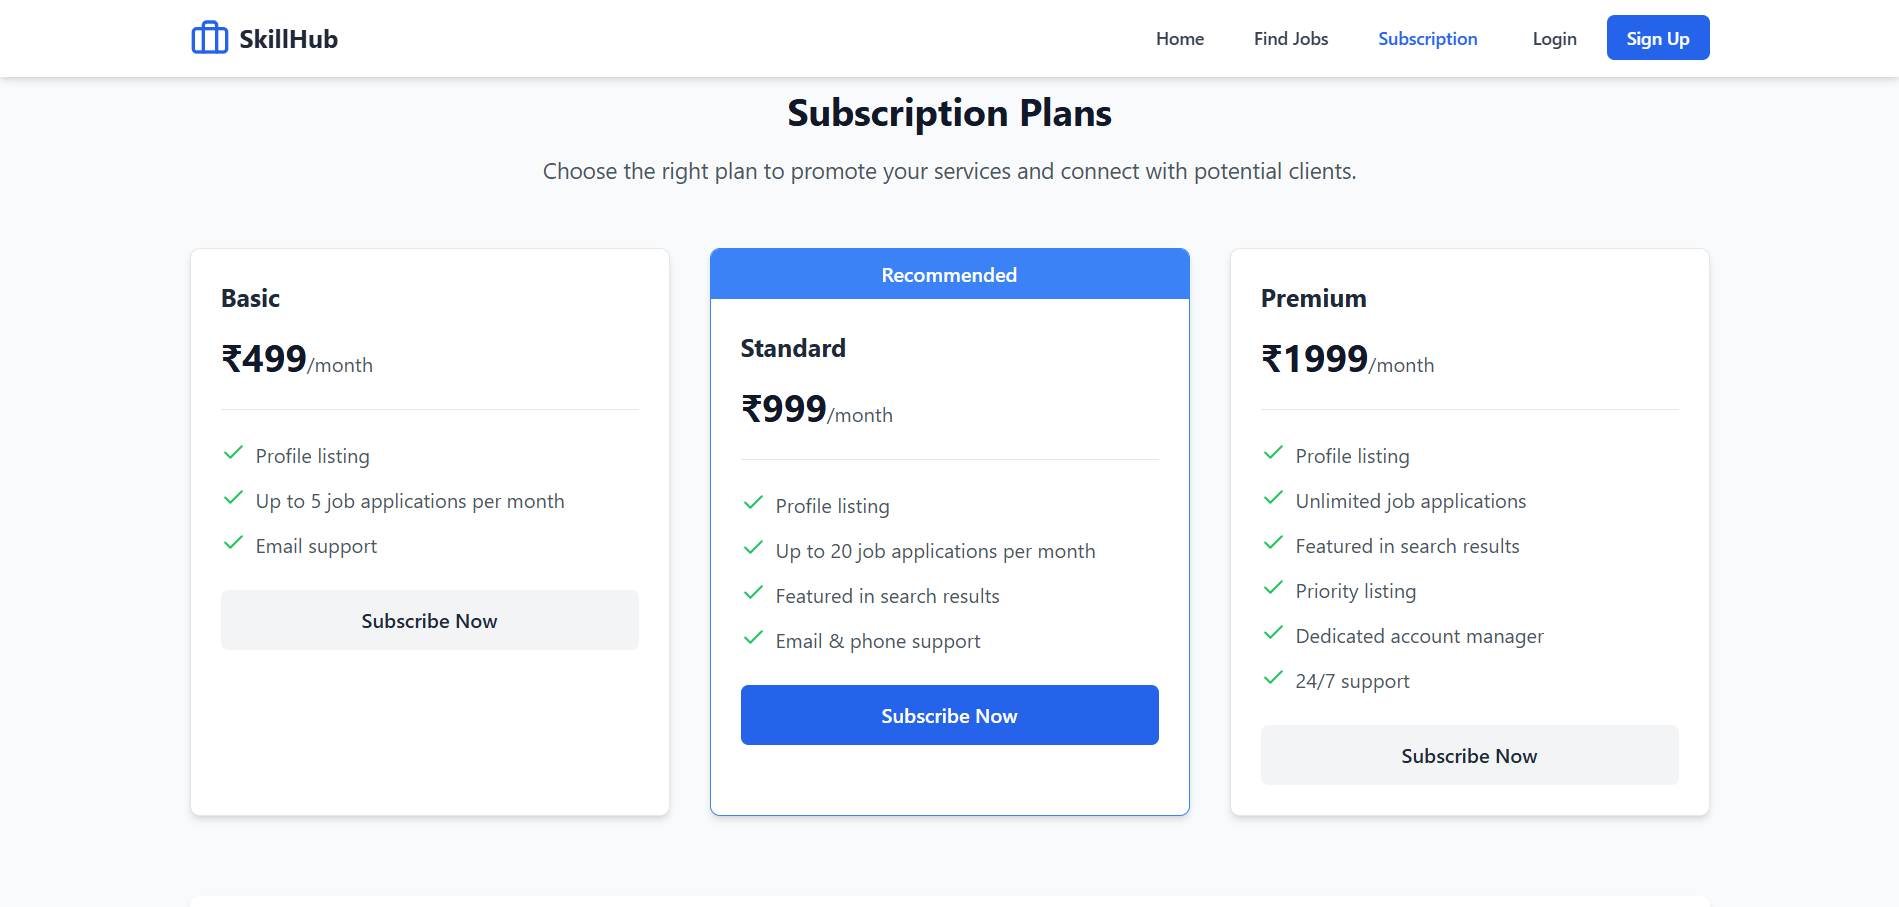 SkillHub
Home Find Jobs Subscription Login Sign Up
Subscription Plans
Choose the right plan to promote your services and connect with potential clients.
Basic
₹499/month
Profile listing
Up to 5 job applications per month
Email support
Subscribe Now
Recommended
Standard
₹999/month
Profile listing
Up to 20 job applications per month
Featured in search results
Email & phone support
Subscribe Now
Premium
₹1999/month
Profile listing
Unlimited job applications
Featured in search results
Priority listing
Dedicated account manager
24/7 support
Subscribe Now